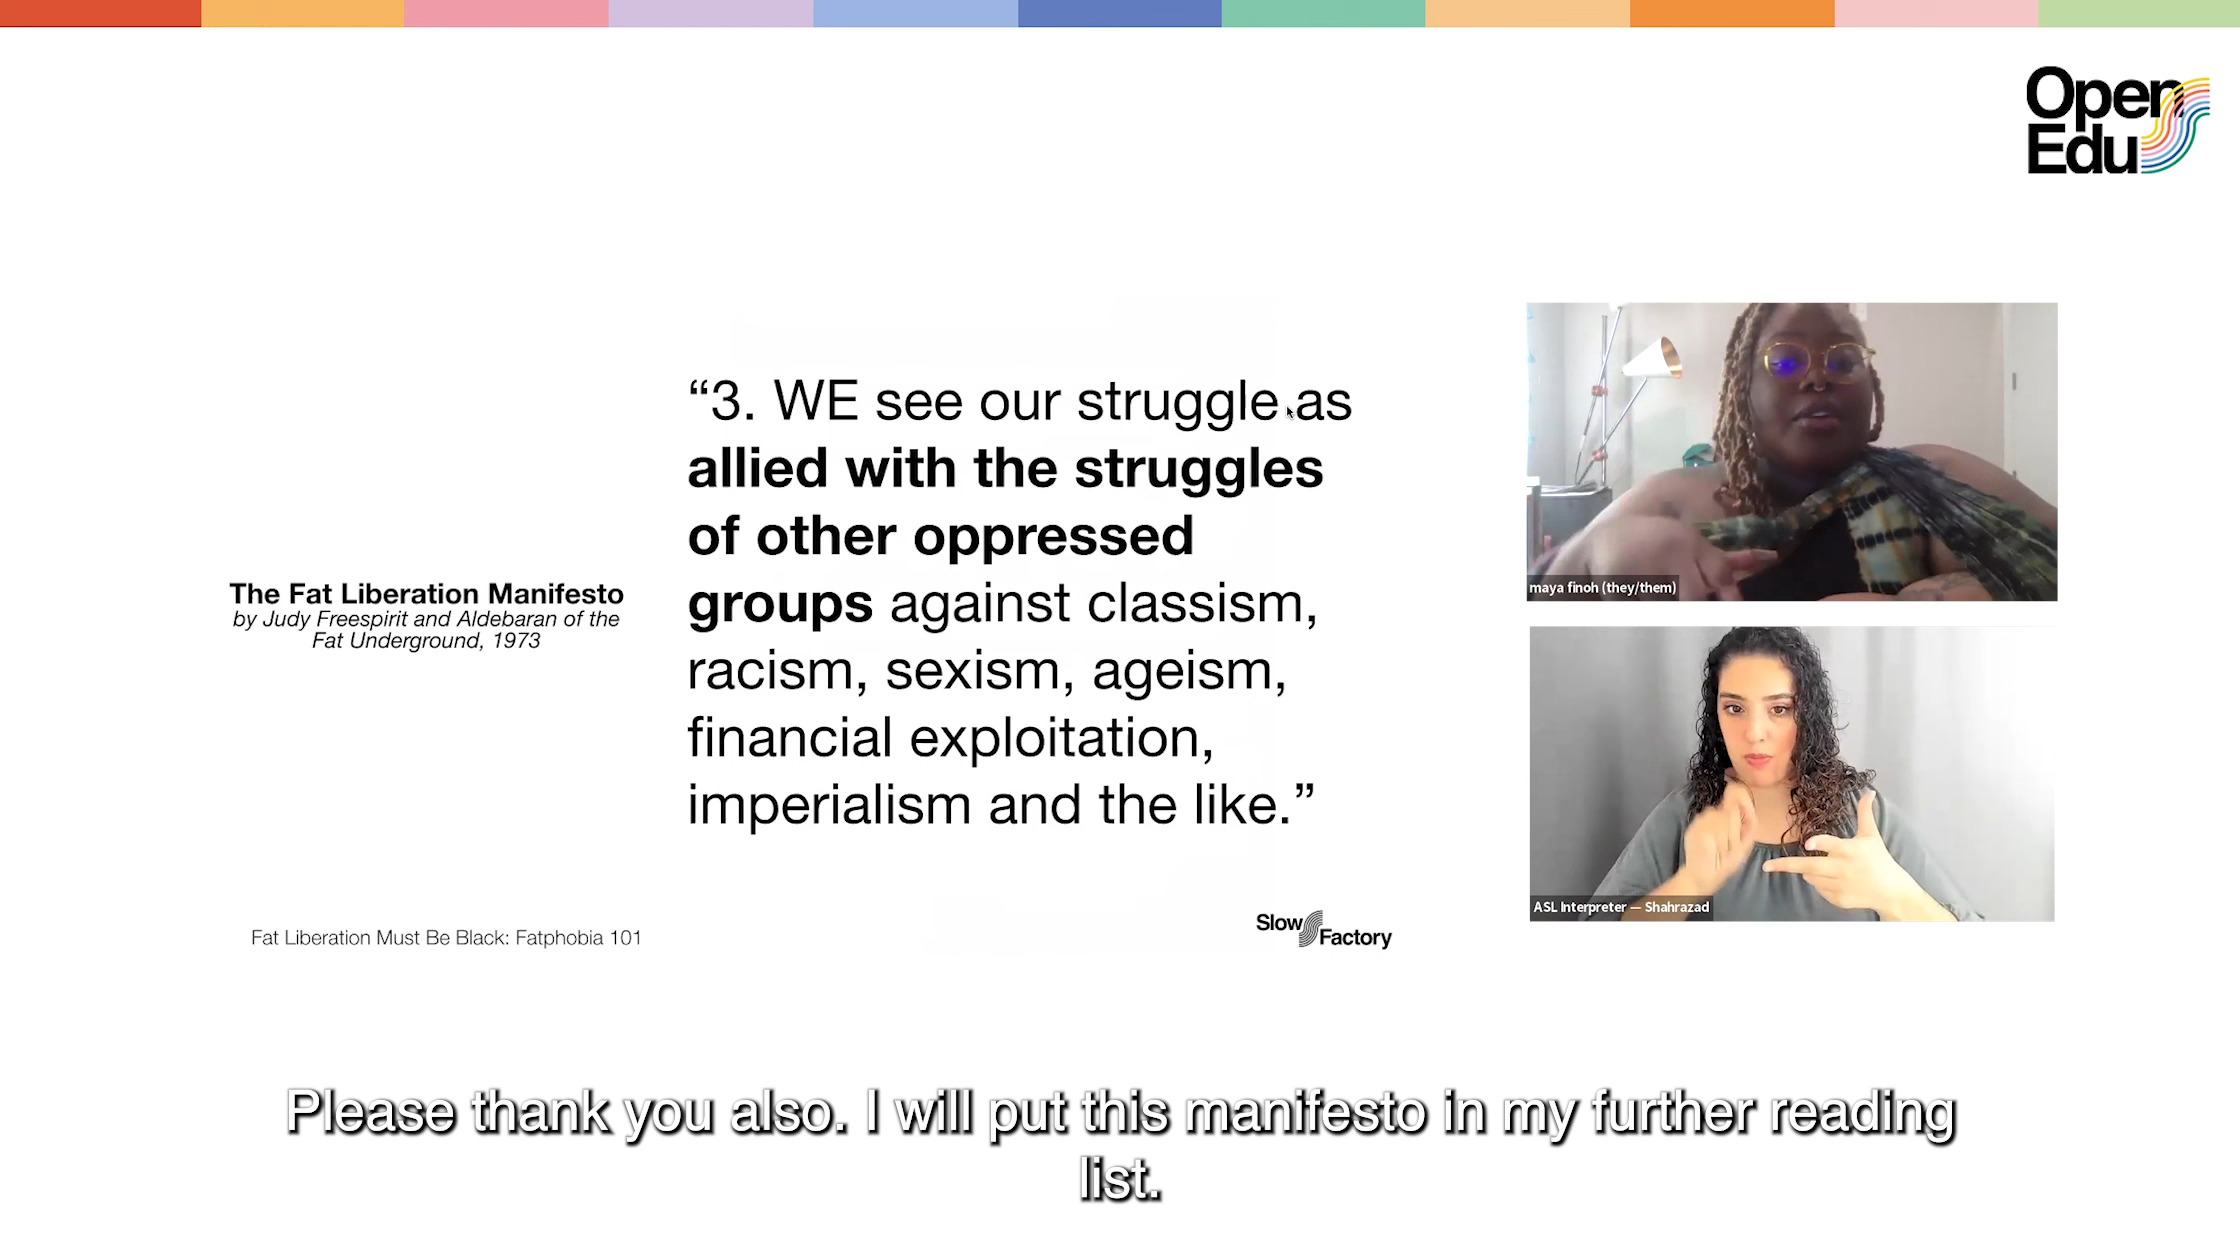 Open
Edu
“3. WE see our struggle as
allied with the struggles
of other oppressed
groups against classism,
racism, sexism, ageism,
financial exploitation,
imperialism and the like.”
The Fat Liberation Manifesto
by Judy Freespirit and Aldebaran of the
Fat Underground, 1973
maya finoh (they/them)
ASL Interpreter — Shahrazad
Fat Liberation Must Be Black: Fatphobia 101
Slow Factory
Please thank you also. I will put this manifesto in my further reading
list.